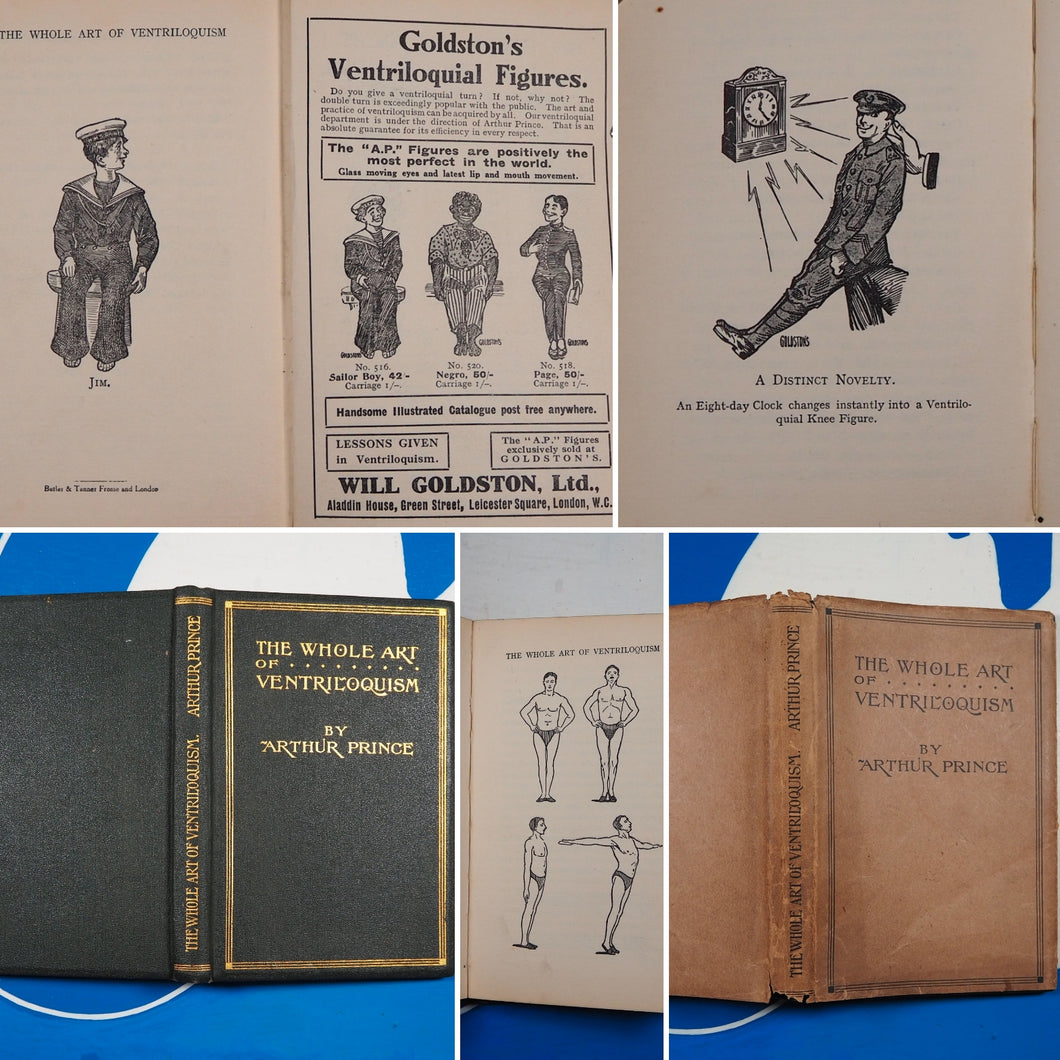 THE WHOLE ART OF VENTRILOQUISM
JIM.
Butler & Tanner Frome and London
Goldston's
Ventriloquial Figures.
Do you give a ventriloquial turn? If not, why not? The
double turn is exceedingly popular with the public. The art and
practice of ventriloquism can be acquired by all. Our ventriloquial
department is under the direction of Arthur Prince. That is an
absolute guarantee for its efficiency in every respect.
The "A.P." Figures are positively the
most perfect in the world.
Glass moving eyes and latest lip and mouth movement.
GOLDSTON'S
GOLDSTON'S
GOLDSTON'S
No. 516.
Sailor Boy, 42/-
Carriage 1/-.
No. 520.
Negro, 50/-
Carriage 1/-.
No. 518.
Page, 50/-
Carriage 1/-.
Handsome Illustrated Catalogue post free anywhere.
LESSONS GIVEN
in Ventriloquism.
The "A.P." Figures
exclusively sold at
GOLDSTON'S.
WILL GOLDSTON, Ltd.,
Aladdin House, Green Street, Leicester Square, London, W.C.
GOLDSTON'S
A DISTINCT NOVELTY.
An Eight-day Clock changes instantly into a Ventrilo-
quial Knee Figure.
THE WHOLE ART OF VENTRILOQUISM. ARTHUR PRINCE
THE WHOLE ART
OF
VENTRILOQUISM
BY
ARTHUR PRINCE
THE WHOLE ART OF VENTRILOQUISM
THE WHOLE ART OF VENTRILOQUISM. ARTHUR PRINCE
THE WHOLE ART
OF
VENTRILOQUISM
BY
ARTHUR PRINCE